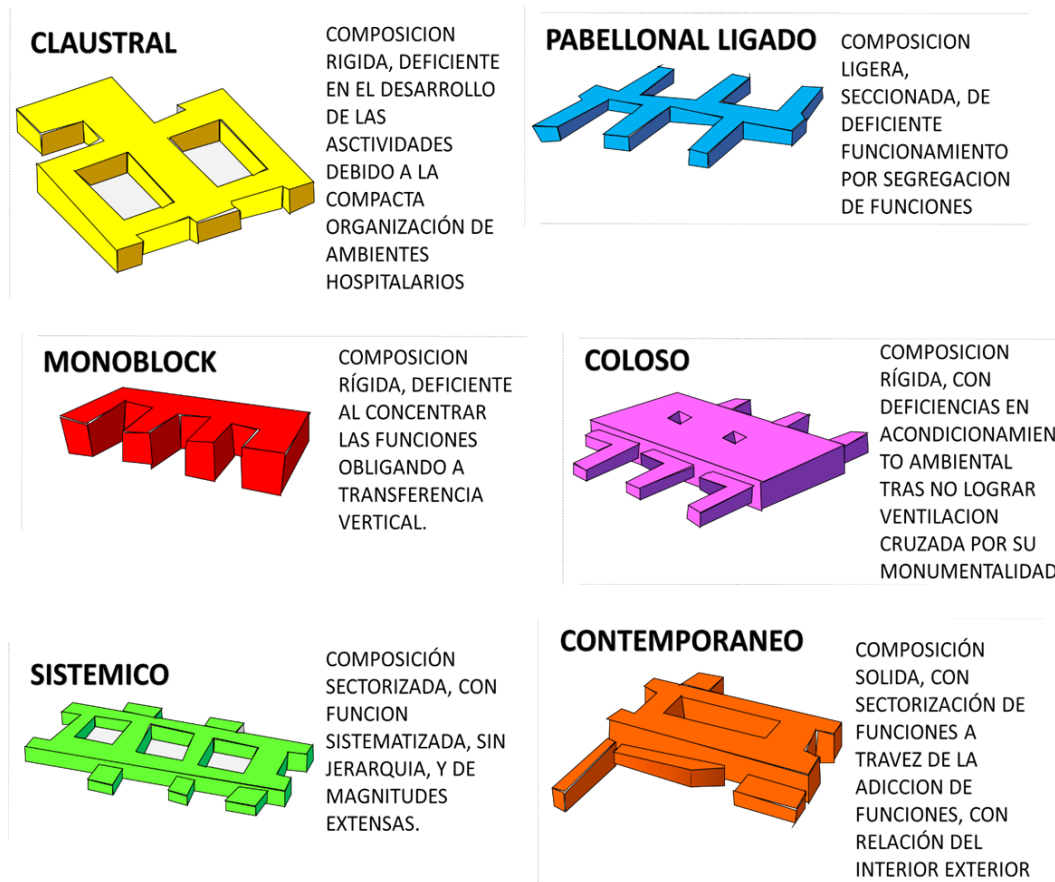 CLAUSTRAL
COMPOSICION
RIGIDA, DEFICIENTE
EN EL DESARROLLO
DE LAS
ASCTIVIDADES
DEBIDO A LA
COMPACTA
ORGANIZACIÓN DE
AMBIENTES
HOSPITALARIOS
PABELLONAL LIGADO
COMPOSICION
LIGERA,
SECCIONADA, DE
DEFICIENTE
FUNCIONAMIENTO
POR SEGREGACION
DE FUNCIONES
MONOBLOCK
COMPOSICION
RÍGIDA, DEFICIENTE
AL CONCENTRAR
LAS FUNCIONES
OBLIGANDO A
TRANSFERENCIA
VERTICAL.
COLOSO
COMPOSICION
RÍGIDA, CON
DEFICIENCIAS EN
ACONDICIONAMIEN
TO AMBIENTAL
TRAS NO LOGRAR
VENTILACION
CRUZADA POR SU
MONUMENTALIDAD
SISTEMICO
COMPOSICIÓN
SECTORIZADA, CON
FUNCION
SISTEMATIZADA, SIN
JERARQUIA, Y DE
MAGNITUDES
EXTENSAS.
CONTEMPORANEO
COMPOSICIÓN
SOLIDA, CON
SECTORIZACIÓN DE
FUNCIONES A
TRAVEZ DE LA
ADICCION DE
FUNCIONES, CON
RELACIÓN DEL
INTERIOR EXTERIOR